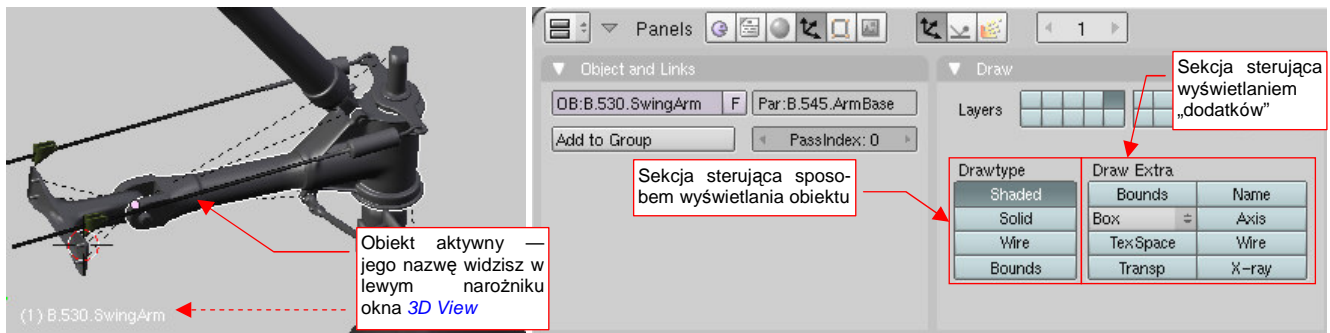 Obiekt aktywny —
jego nazwę widzisz w
lewym narożniku
okna 3D View
(1) B.530.SwingArm
Panels
1
Object and Links
OB:B.530.SwingArm F Par:B.545.ArmBase
Add to Group PassIndex: 0
Sekcja sterująca sposo-
bem wyświetlania obiektu
Draw
Sekcja sterująca
wyświetlaniem
„dodatków”
Layers
Drawtype
Shaded
Solid
Wire
Bounds
Draw Extra
Bounds Name
Box Axis
TexSpace Wire
Transp X-ray